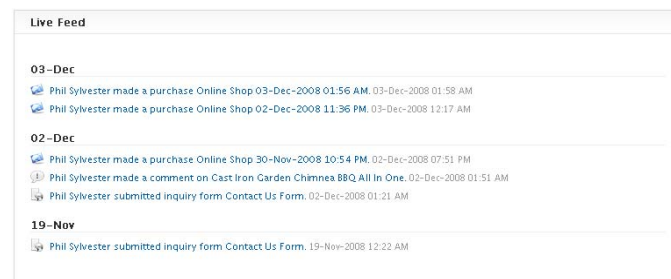 Live Feed
03-Dec
Phil Sylvester made a purchase Online Shop 03-Dec-2008 01:56 AM. 03-Dec-2008 01:58 AM
Phil Sylvester made a purchase Online Shop 02-Dec-2008 11:36 PM. 03-Dec-2008 12:17 AM
02-Dec
Phil Sylvester made a purchase Online Shop 30-Nov-2008 10:54 PM. 02-Dec-2008 07:51 PM
Phil Sylvester made a comment on Cast Iron Garden Chimnea BBQ All In One. 02-Dec-2008 01:51 AM
Phil Sylvester submitted inquiry form Contact Us Form. 02-Dec-2008 01:21 AM
19-Nov
Phil Sylvester submitted inquiry form Contact Us Form. 19-Nov-2008 12:22 AM